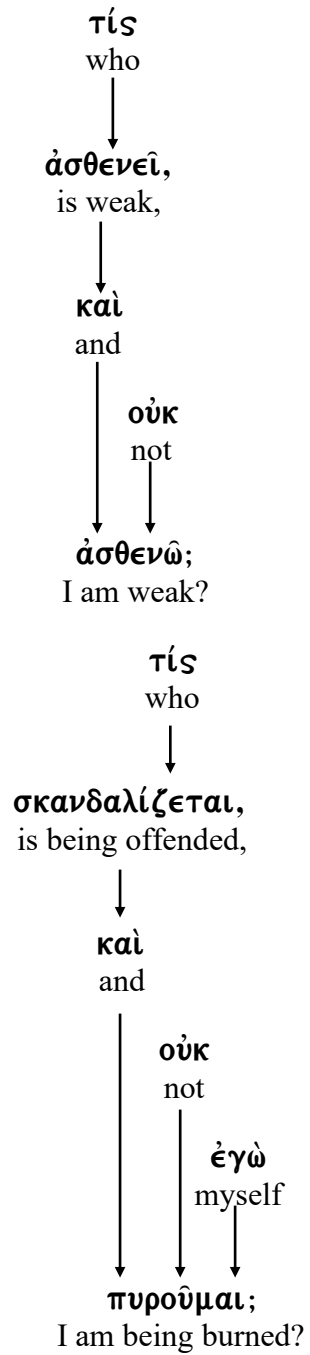 τίς
who
ἀσθενεῖ,
is weak,
καὶ
and
οὐκ
not
ἀσθενῶ;
I am weak?
τίς
who
σκανδαλίζεται,
is being offended,
καὶ
and
οὐκ
not
ἐγὼ
myself
πυροῦμαι;
I am being burned?